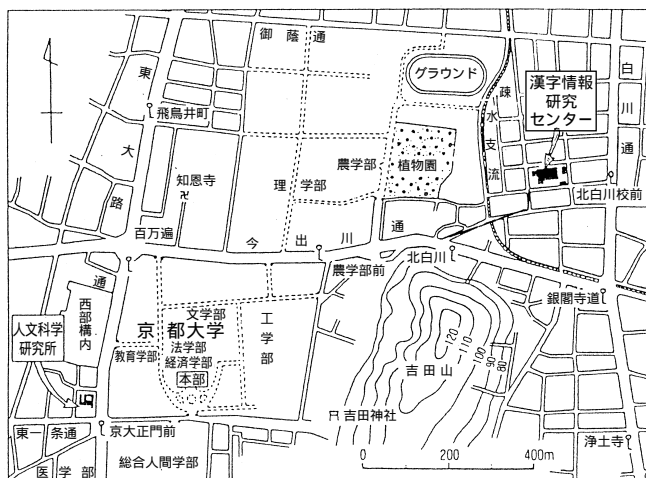 御蔭通
グラウンド
東大路通
飛鳥井町
疏水支流
漢字情報
研究
センター
白川通
知恩寺
理学部
農学部
植物園
北白川校前
百万遍
今出川通
農学部前
北白川
銀閣寺道
人文科学
研究所
西部構内
文学部
京都大学
教育学部
法学部
経済学部
本部
工学部
120
110
100
90
80
吉田山
吉田神社
東一条通
京大正門前
浄土寺
医学部
総合人間学部
0 200 400m